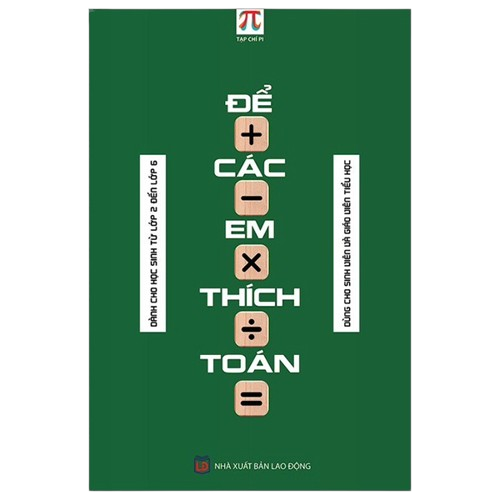 π
TẠP CHÍ PI
ĐỂ
+
CÁC
−
EM
×
THÍCH
÷
TOÁN
=
DÀNH CHO HỌC SINH TỪ LỚP 2 ĐẾN LỚP 6
DÙNG CHO SINH VIÊN VÀ GIÁO VIÊN TIỂU HỌC
NHÀ XUẤT BẢN LAO ĐỘNG